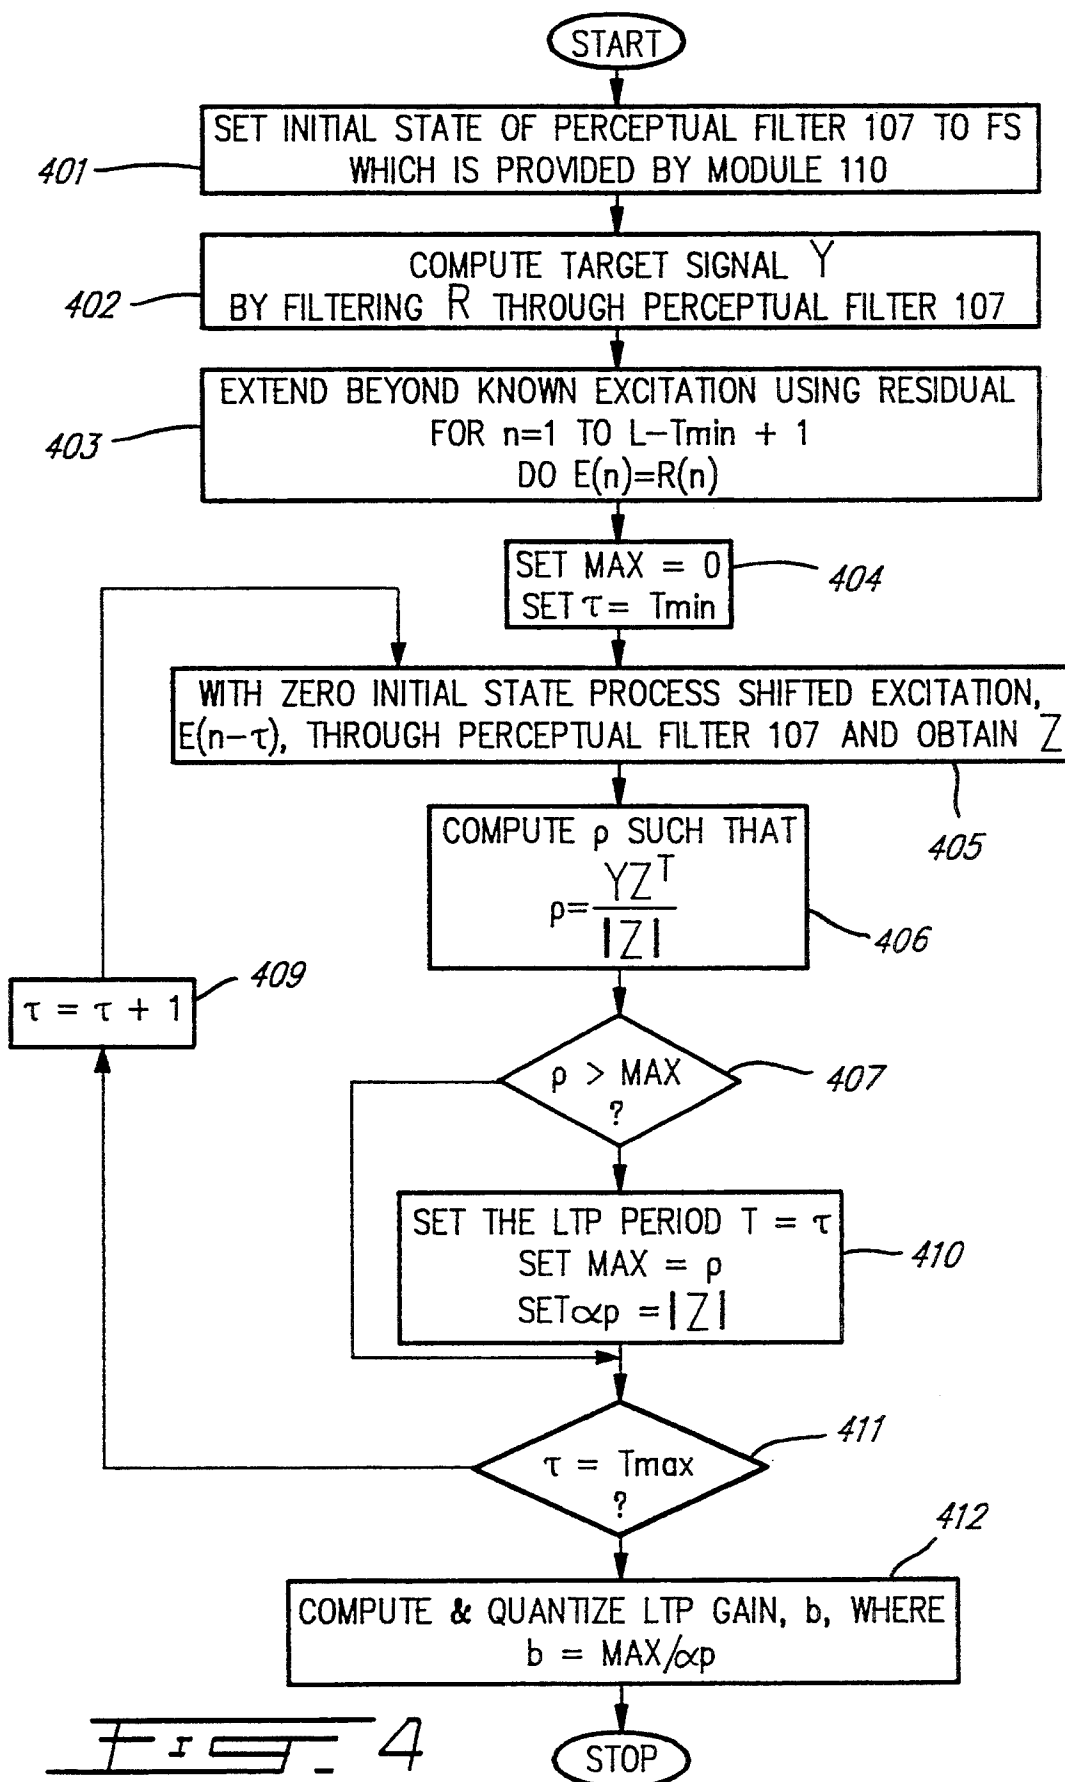 START
SET INITIAL STATE OF PERCEPTUAL FILTER 107 TO FS
WHICH IS PROVIDED BY MODULE 110
401
COMPUTE TARGET SIGNAL Y
BY FILTERING R THROUGH PERCEPTUAL FILTER 107
402
EXTEND BEYOND KNOWN EXCITATION USING RESIDUAL
FOR n=1 TO L-Tmin + 1
DO E(n)=R(n)
403
SET MAX = 0
SET τ = Tmin
404
WITH ZERO INITIAL STATE PROCESS SHIFTED EXCITATION,
E(n-τ), THROUGH PERCEPTUAL FILTER 107 AND OBTAIN Z
405
COMPUTE ρ SUCH THAT
ρ=YZ^T/|Z|
406
τ = τ + 1
409
ρ > MAX
?
407
SET THE LTP PERIOD T = τ
SET MAX = ρ
SET αp = |Z|
410
τ = Tmax
?
411
COMPUTE & QUANTIZE LTP GAIN, b, WHERE
b = MAX/αp
412
STOP
FIG. 4